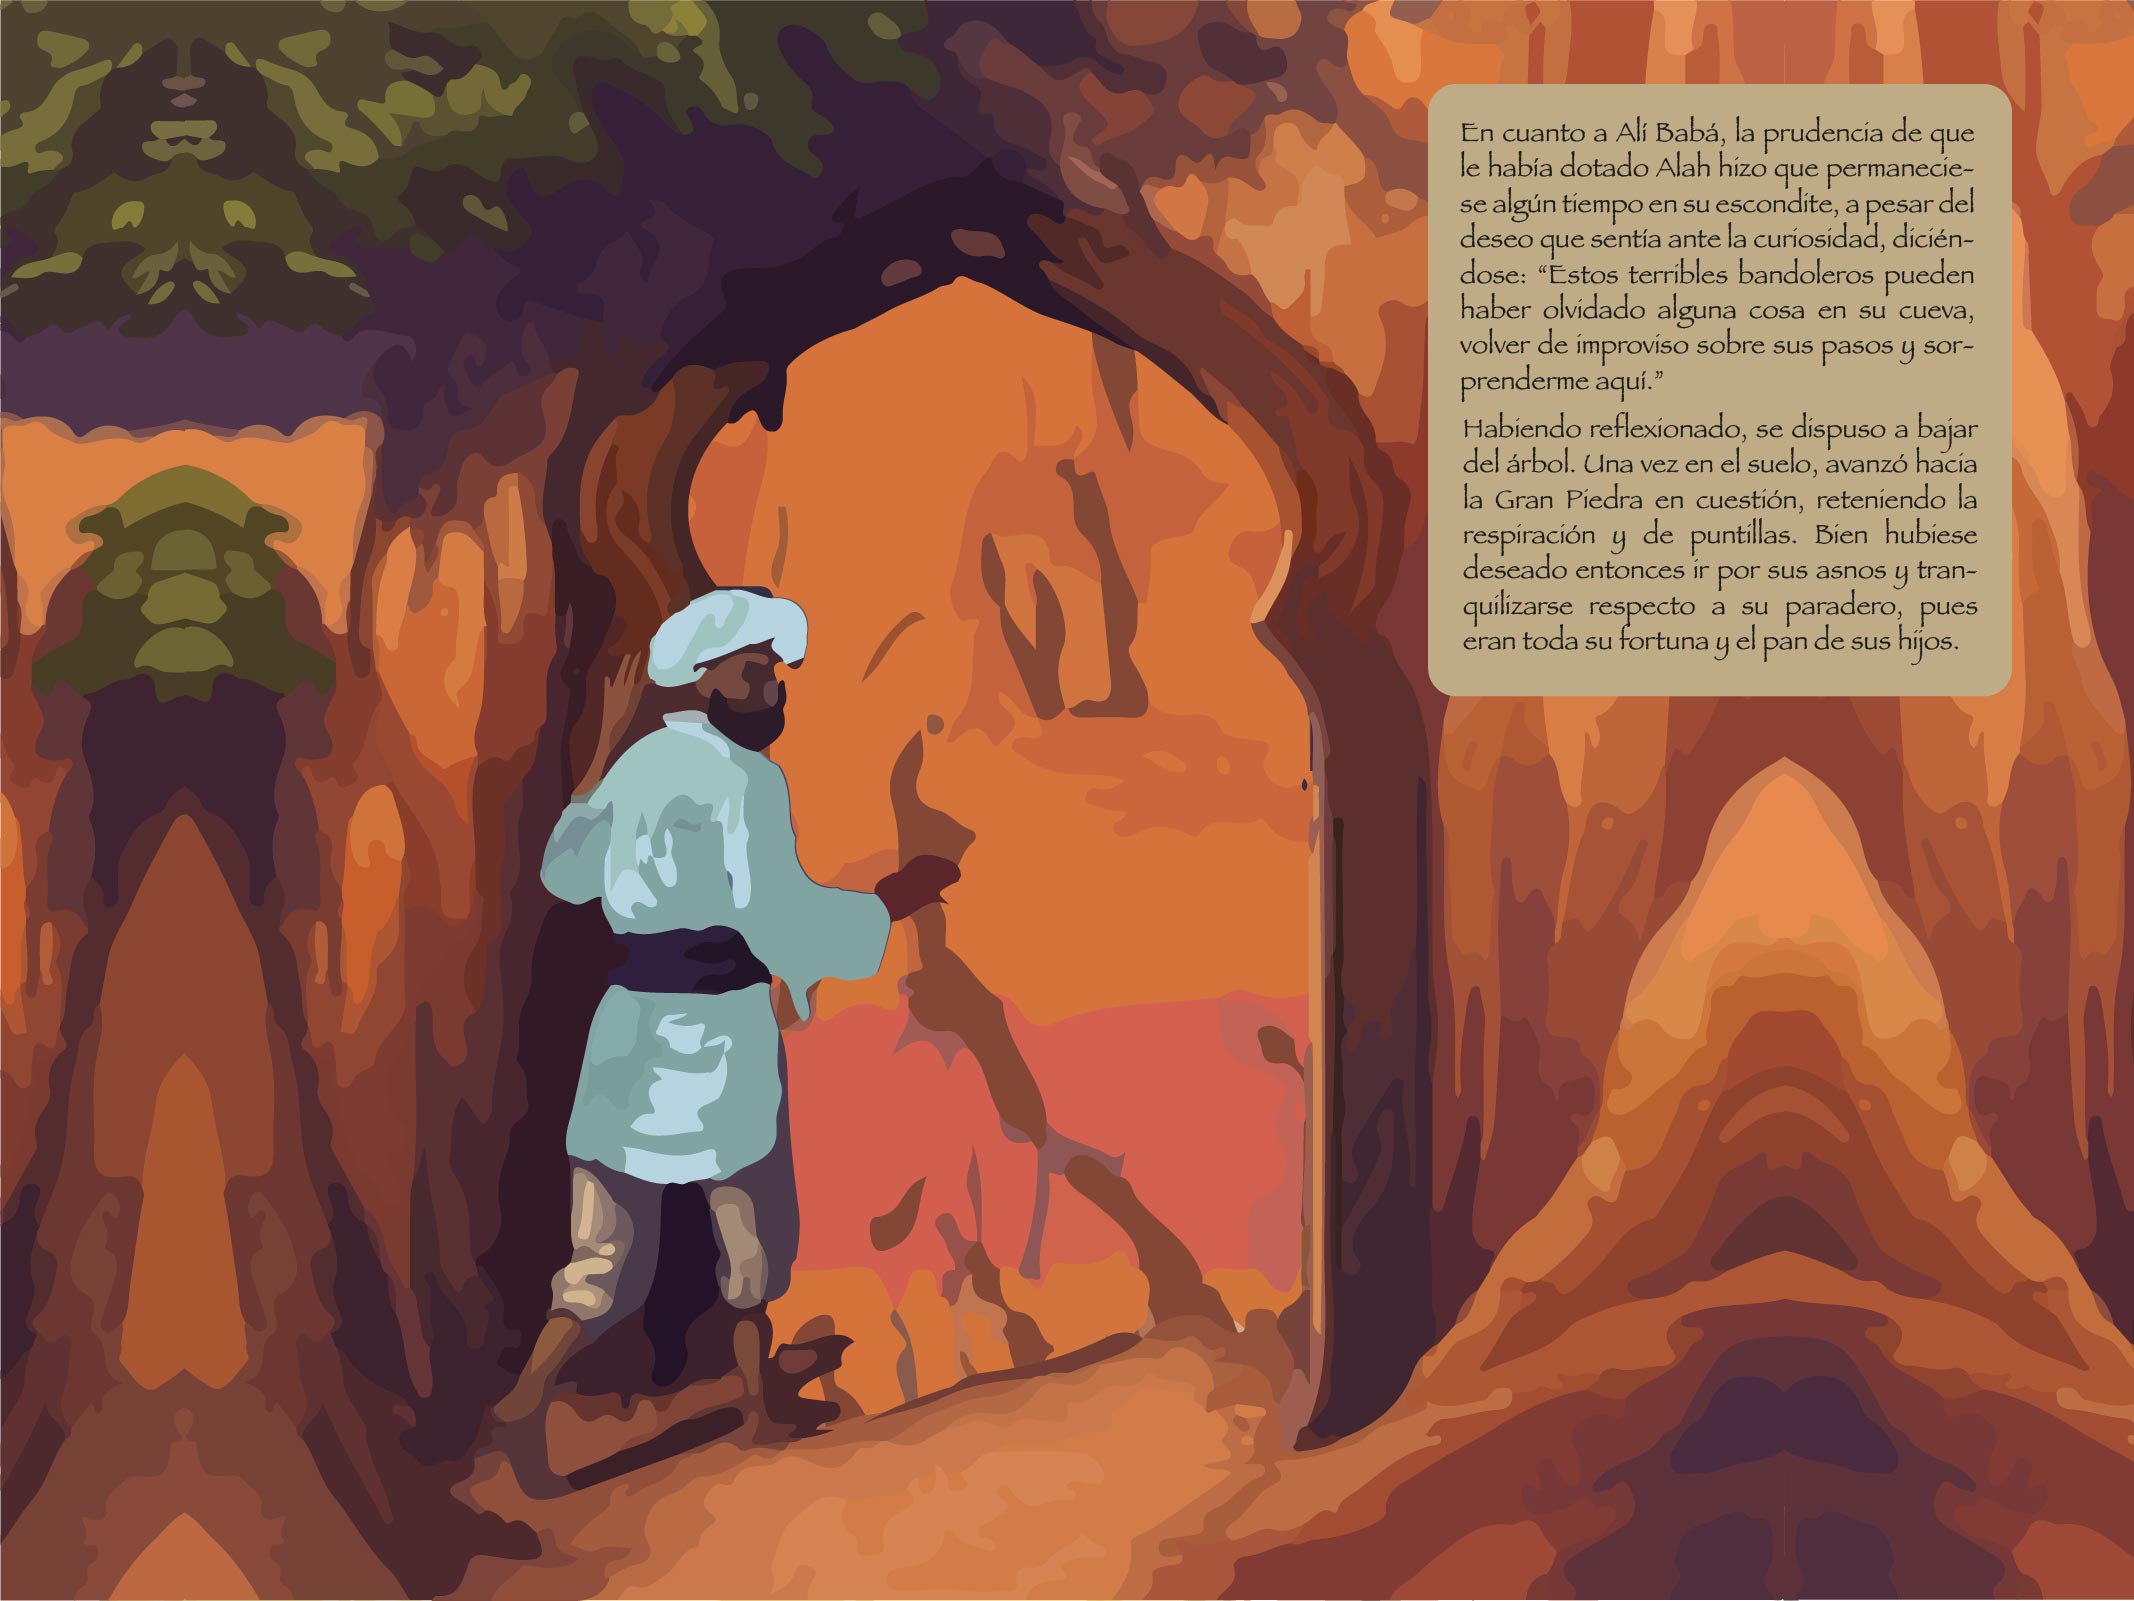 En cuanto a Alí Babá, la prudencia de que
le había dotado Alah hizo que permanecie-
se algún tiempo en su escondite, a pesar del
deseo que sentía ante la curiosidad, dicién-
dose: “Estos terribles bandoleros pueden
haber olvidado alguna cosa en su cueva,
volver de improviso sobre sus pasos y sor-
prenderme aquí.”
Habiendo reflexionado, se dispuso a bajar
del árbol. Una vez en el suelo, avanzó hacia
la Gran Piedra en cuestión, reteniendo la
respiración y de puntillas. Bien hubiese
deseado entonces ir por sus asnos y tran-
quilizarse respecto a su paradero, pues
eran toda su fortuna y el pan de sus hijos.